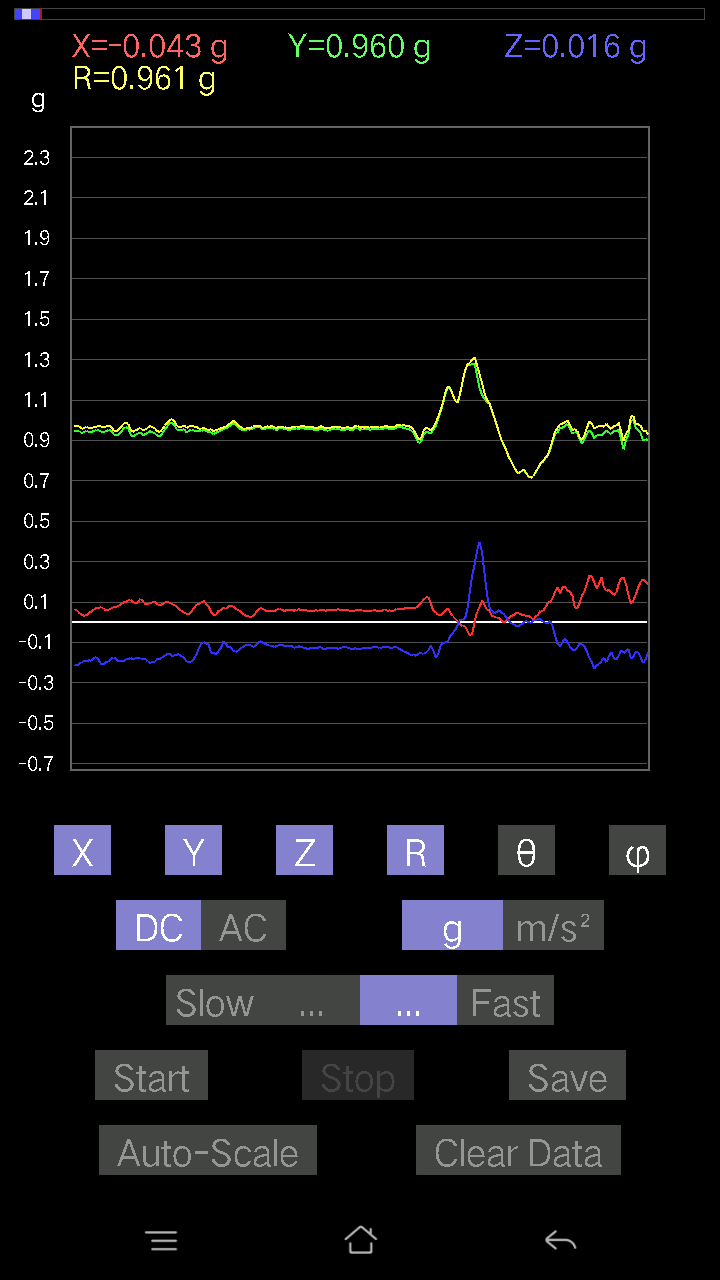 X=-0.043 g Y=0.960 g Z=0.016 g
R=0.961 g
g
2.3
2.1
1.9
1.7
1.5
1.3
1.1
0.9
0.7
0.5
0.3
0.1
-0.1
-0.3
-0.5
-0.7
X Y Z R θ φ
DC AC g m/s²
Slow ... ... Fast
Start Stop Save
Auto-Scale Clear Data